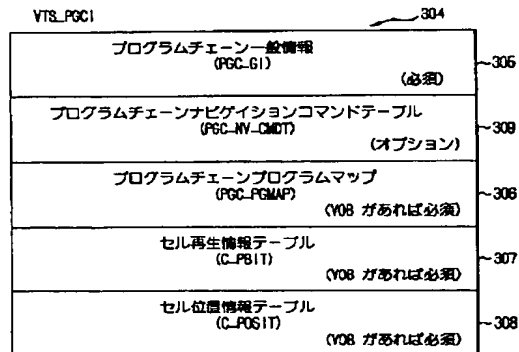 VTS_PGCI
304
プログラムチェーン一般情報
(PGC_GI)
(必須)
305
プログラムチェーンナビゲイションコマンドテーブル
(PGC_NV_CMDT)
(オプション)
309
プログラムチェーンプログラムマップ
(PGC_PGMAP)
(VOB があれば必須)
306
セル再生情報テーブル
(C_PBIT)
(VOB があれば必須)
307
セル位置情報テーブル
(C_POSIT)
(VOB があれば必須)
308